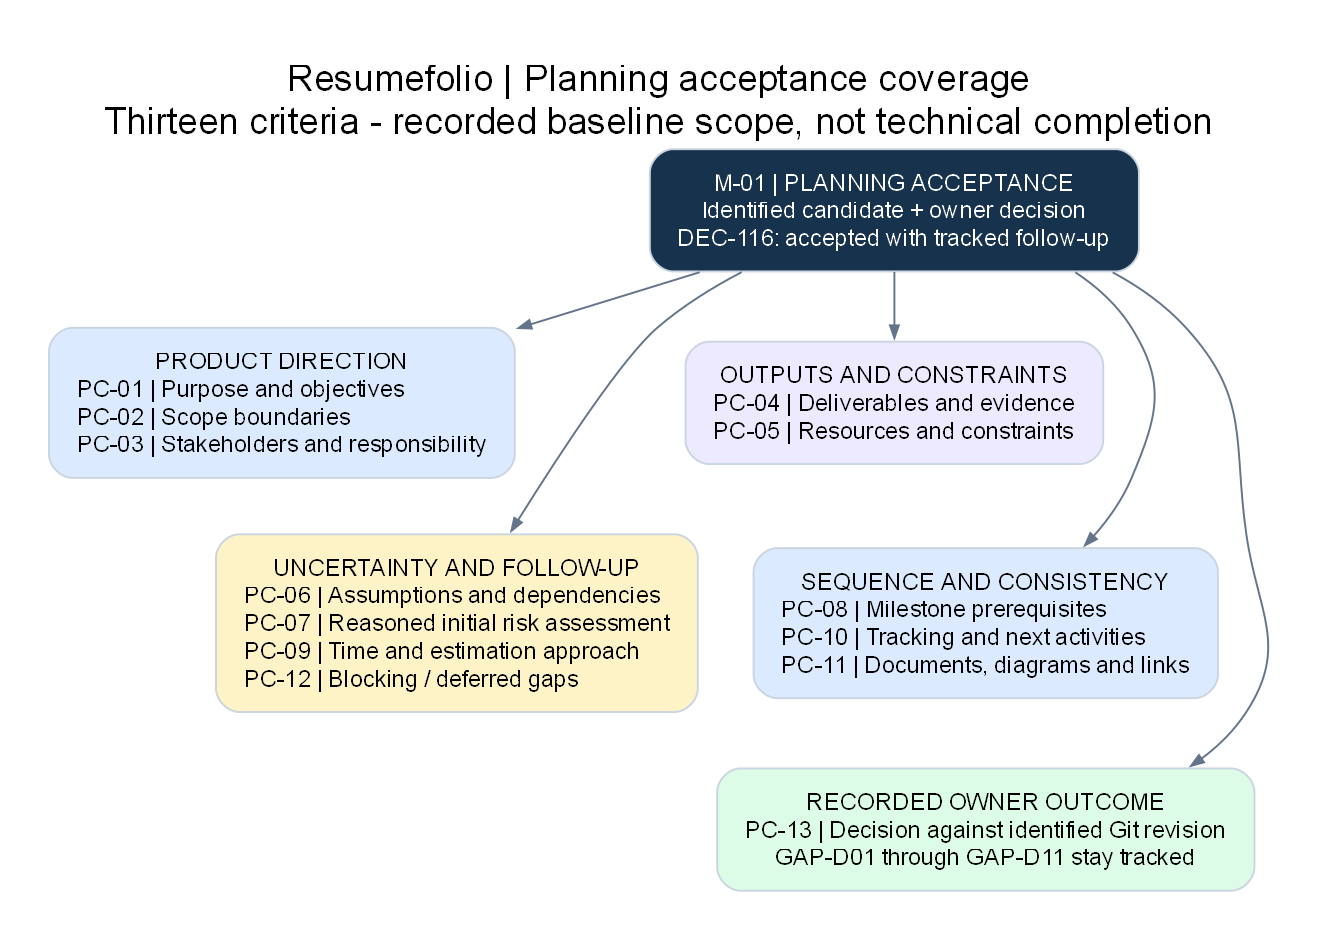 Resumefolio | Planning acceptance coverage
Thirteen criteria - recorded baseline scope, not technical completion
M-01 | PLANNING ACCEPTANCE
Identified candidate + owner decision
DEC-116: accepted with tracked follow-up
PRODUCT DIRECTION
PC-01 | Purpose and objectives
PC-02 | Scope boundaries
PC-03 | Stakeholders and responsibility
OUTPUTS AND CONSTRAINTS
PC-04 | Deliverables and evidence
PC-05 | Resources and constraints
UNCERTAINTY AND FOLLOW-UP
PC-06 | Assumptions and dependencies
PC-07 | Reasoned initial risk assessment
PC-09 | Time and estimation approach
PC-12 | Blocking / deferred gaps
SEQUENCE AND CONSISTENCY
PC-08 | Milestone prerequisites
PC-10 | Tracking and next activities
PC-11 | Documents, diagrams and links
RECORDED OWNER OUTCOME
PC-13 | Decision against identified Git revision
GAP-D01 through GAP-D11 stay tracked